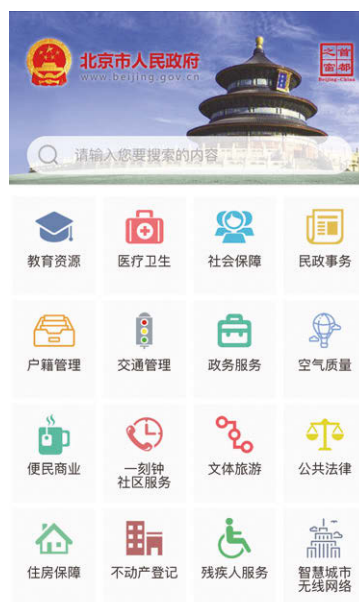 北京市人民政府
www.beijing.gov.cn
首都
之窗
Beijing-China
请输入您要搜索的内容
教育资源
医疗卫生
社会保障
民政事务
户籍管理
交通管理
政务服务
空气质量
便民商业
一刻钟
社区服务
文体旅游
公共法律
住房保障
不动产登记
残疾人服务
智慧城市
无线网络